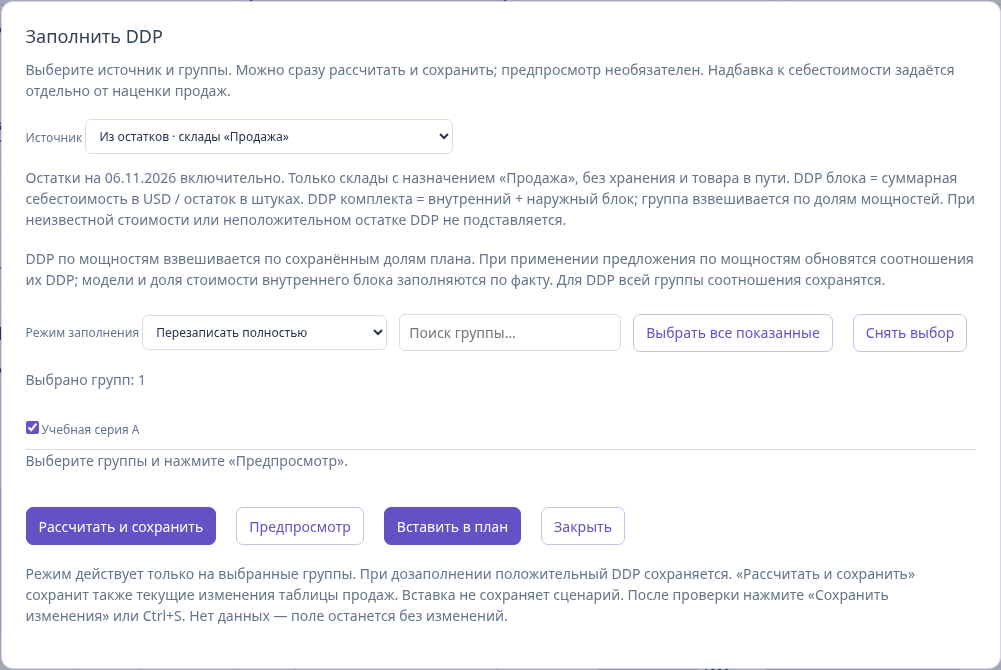 Заполнить DDP
Выберите источник и группы. Можно сразу рассчитать и сохранить; предпросмотр необязателен. Надбавка к себестоимости задаётся
отдельно от наценки продаж.
Источник Из остатков · склады «Продажа»
Остатки на 06.11.2026 включительно. Только склады с назначением «Продажа», без хранения и товара в пути. DDP блока = суммарная
себестоимость в USD / остаток в штуках. DDP комплекта = внутренний + наружный блок; группа взвешивается по долям мощностей. При
неизвестной стоимости или неположительном остатке DDP не подставляется.
DDP по мощностям взвешивается по сохранённым долям плана. При применении предложения по мощностям обновятся соотношения
их DDP; модели и доля стоимости внутреннего блока заполняются по факту. Для DDP всей группы соотношения сохранятся.
Режим заполнения Перезаписать полностью Поиск группы... Выбрать все показанные Снять выбор
Выбрано групп: 1
Учебная серия А
Выберите группы и нажмите «Предпросмотр».
Рассчитать и сохранить Предпросмотр Вставить в план Закрыть
Режим действует только на выбранные группы. При дозаполнении положительный DDP сохраняется. «Рассчитать и сохранить»
сохранит также текущие изменения таблицы продаж. Вставка не сохраняет сценарий. После проверки нажмите «Сохранить
изменения» или Ctrl+S. Нет данных — поле останется без изменений.